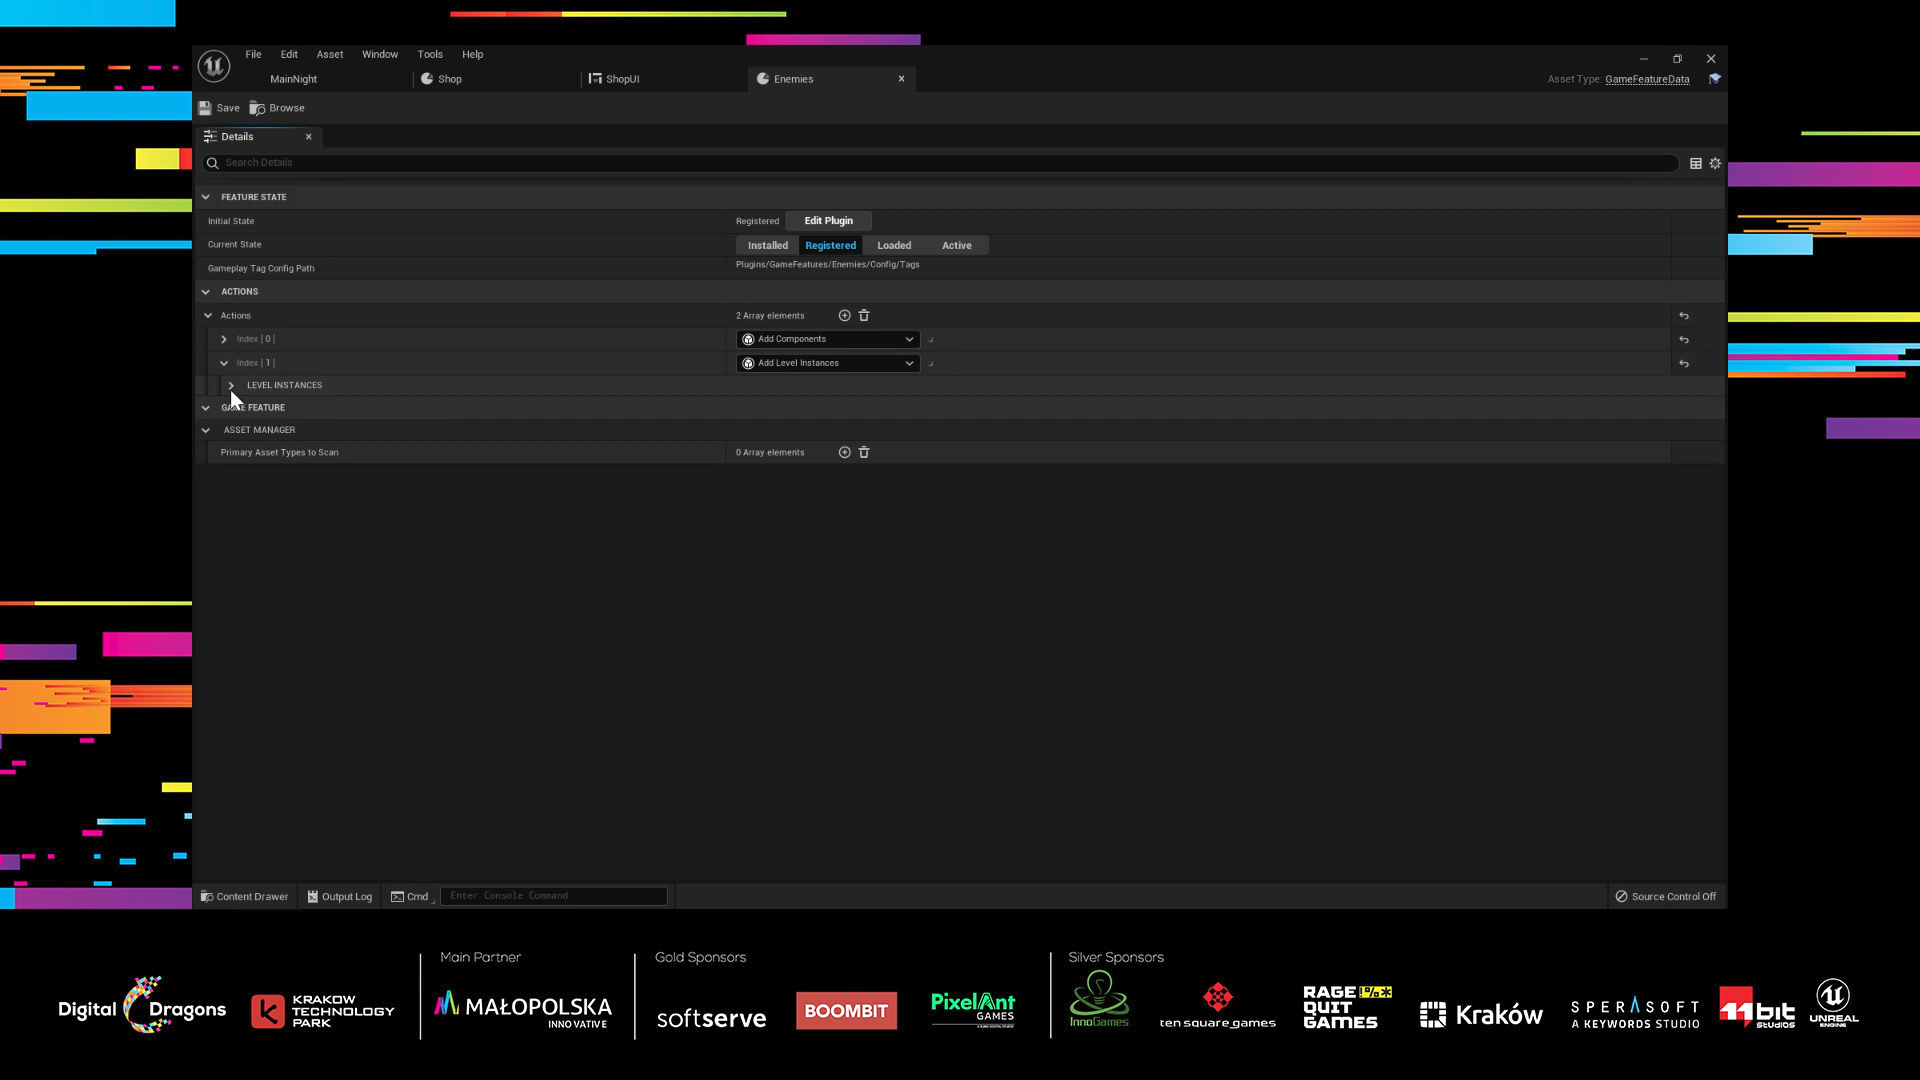 File Edit Asset Window Tools Help
MainNight Shop ShopUI Enemies Asset Type: GameFeatureData
Save Browse
Details
Search Details
FEATURE STATE
Initial State Registered Edit Plugin
Current State Installed Registered Loaded Active
Gameplay Tag Config Path Plugins/GameFeatures/Enemies/Config/Tags
ACTIONS
Actions 2 Array elements
Index [ 0 ] Add Components
Index [ 1 ] Add Level Instances
LEVEL INSTANCES
GAME FEATURE
ASSET MANAGER
Primary Asset Types to Scan 0 Array elements
Content Drawer Output Log Cmd Enter Console Command Source Control Off
Main Partner Gold Sponsors Silver Sponsors
Digital Dragons
KRAKOW
TECHNOLOGY
PARK
MAŁOPOLSKA
INNOVATIVE
softserve
BOOMBIT
PixelAnt
GAMES
InnoGames
ten square games
RAGE !%*
QUIT
GAMES
Kraków
SPERASOFT
A KEYWORDS STUDIO
11bit
studios
UNREAL
ENGINE